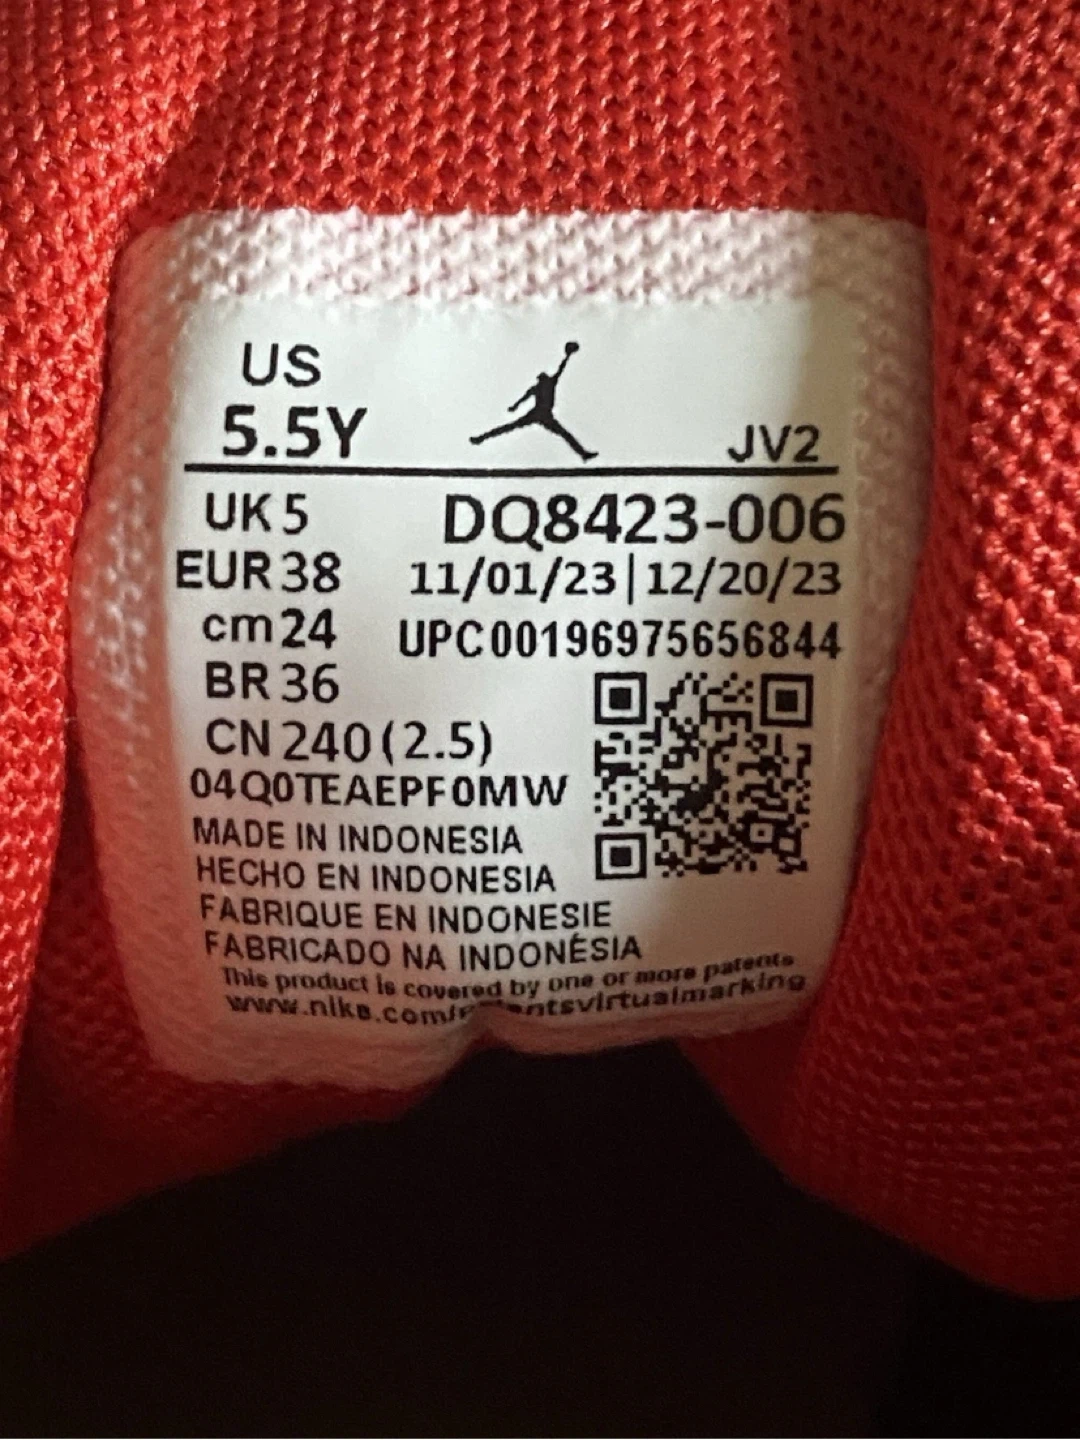 US
5.5Y
JV2
UK 5
DQ8423-006
EUR 38
11/01/23|12/20/23
cm 24
UPC00196975656844
BR 36
CN 240 (2.5)
04Q0TEAEPF0MW
MADE IN INDONESIA
HECHO EN INDONESIA
FABRIQUE EN INDONESIE
FABRICADO NA INDONÉSIA
This product is covered by one or more patents